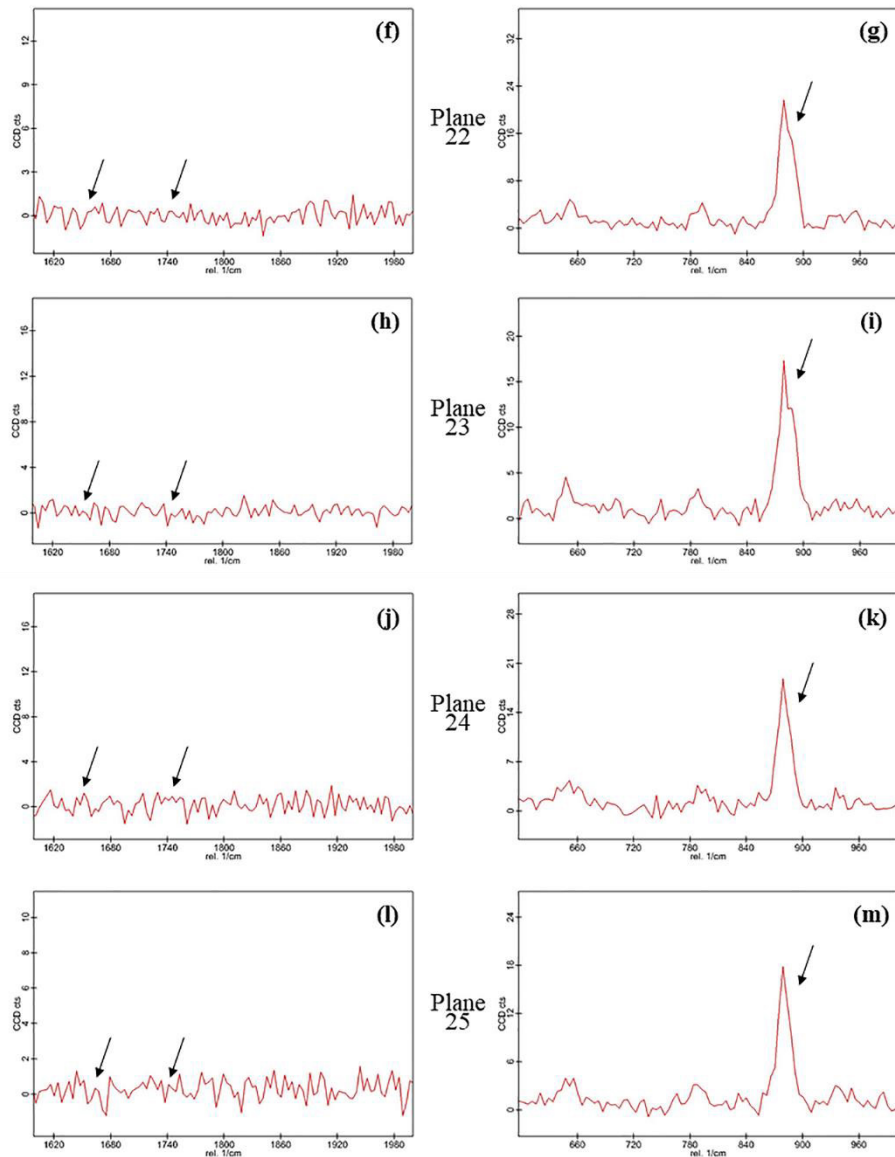 (f)
12
9
6
3
0
CCD cts
1620 1680 1740 1800 1860 1920 1980
rel. 1/cm
Plane
22
(g)
32
24
16
8
0
CCD cts
660 720 780 840 900 960
rel. 1/cm
(h)
16
12
8
4
0
CCD cts
1620 1680 1740 1800 1860 1920 1980
rel. 1/cm
Plane
23
(i)
20
15
10
5
0
CCD cts
660 720 780 840 900 960
rel. 1/cm
(j)
16
12
8
4
0
CCD cts
1620 1680 1740 1800 1860 1920 1980
rel. 1/cm
Plane
24
(k)
28
21
14
7
0
CCD cts
660 720 780 840 900 960
rel. 1/cm
(l)
10
8
6
4
2
0
CCD cts
1620 1680 1740 1800 1860 1920 1980
rel. 1/cm
Plane
25
(m)
24
18
12
6
0
CCD cts
660 720 780 840 900 960
rel. 1/cm